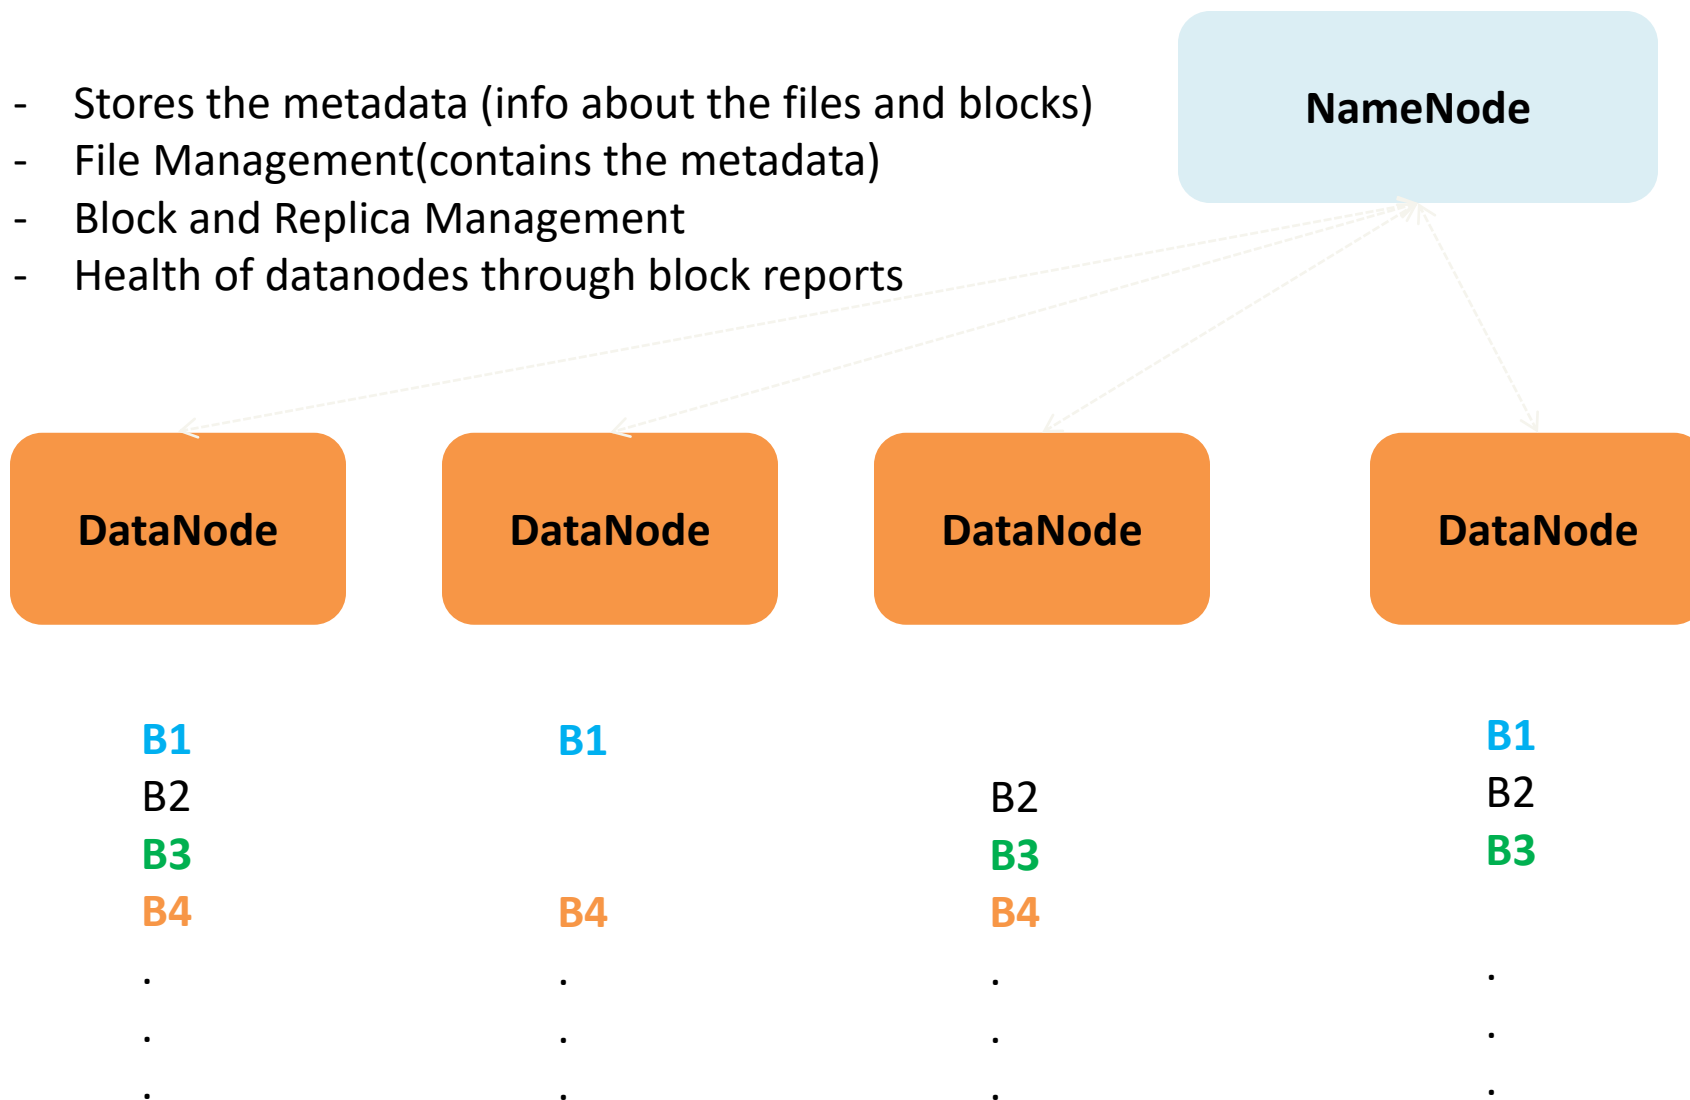 NameNode
- Stores the metadata (info about the files and blocks)
- File Management(contains the metadata)
- Block and Replica Management
- Health of datanodes through block reports
DataNode DataNode DataNode DataNode
B1 B1 B1
B2 B2 B2
B3 B3 B3
B4 B4 B4
. . . .
. . . .
. . . .